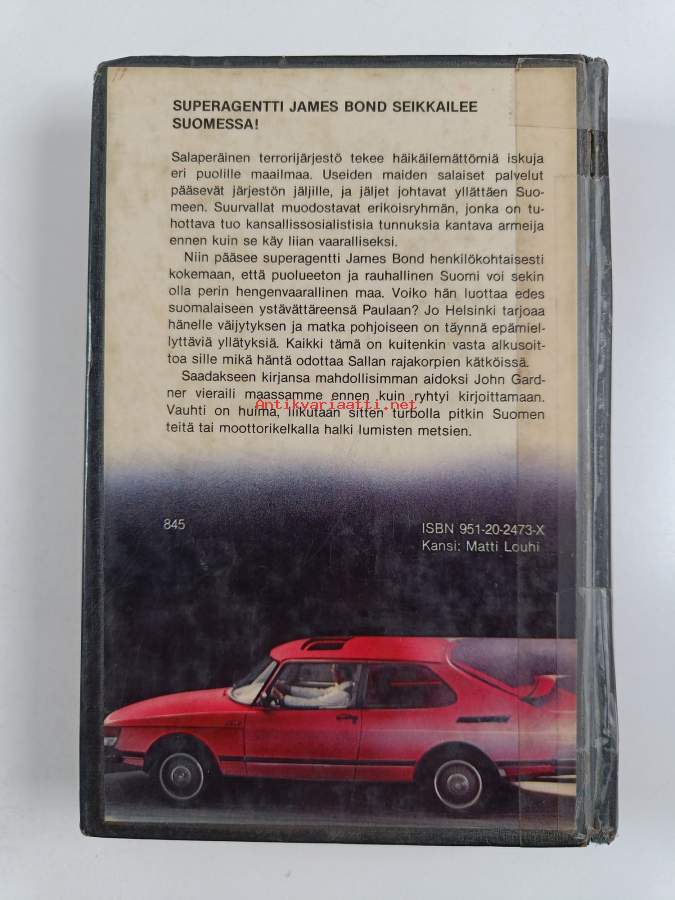 SUPERAGENTTI JAMES BOND SEIKKAILEE
SUOMESSA!
Salaperäinen terrorijärjestö tekee häikäilemättömiä iskuja
eri puolille maailmaa. Useiden maiden salaiset palvelut
pääsevät järjestön jäljille, ja jäljet johtavat yllättäen Suo-
meen. Suurvallat muodostavat erikoisryhmän, jonka on tu-
hottava tuo kansallissosialistisia tunnuksia kantava armeija
ennen kuin se käy liian vaaralliseksi.
Niin pääsee superagentti James Bond henkilökohtaisesti
kokemaan, että puolueeton ja rauhallinen Suomi voi sekin
olla perin hengenvaarallinen maa. Voiko hän luottaa edes
suomalaiseen ystävättäreensä Paulaan? Jo Helsinki tarjoaa
hänelle väijytyksen ja matka pohjoiseen on täynnä epämiel-
lyttäviä yllätyksiä. Kaikki tämä on kuitenkin vasta alkusoit-
toa sille mikä häntä odottaa Sallan rajakorpien kätköissä.
Saadakseen kirjansa mahdollisimman aidoksi John Gard-
ner vieraili maassamme ennen kuin ryhtyi kirjoittamaan.
Antikvariaatti.net
Vauhti on hurma, liikutaan sitten turbolla pitkin Suomen
teitä tai moottorikelkalla halki lumisten metsien.
845
ISBN 951-20-2473-X
Kansi: Matti Louhi